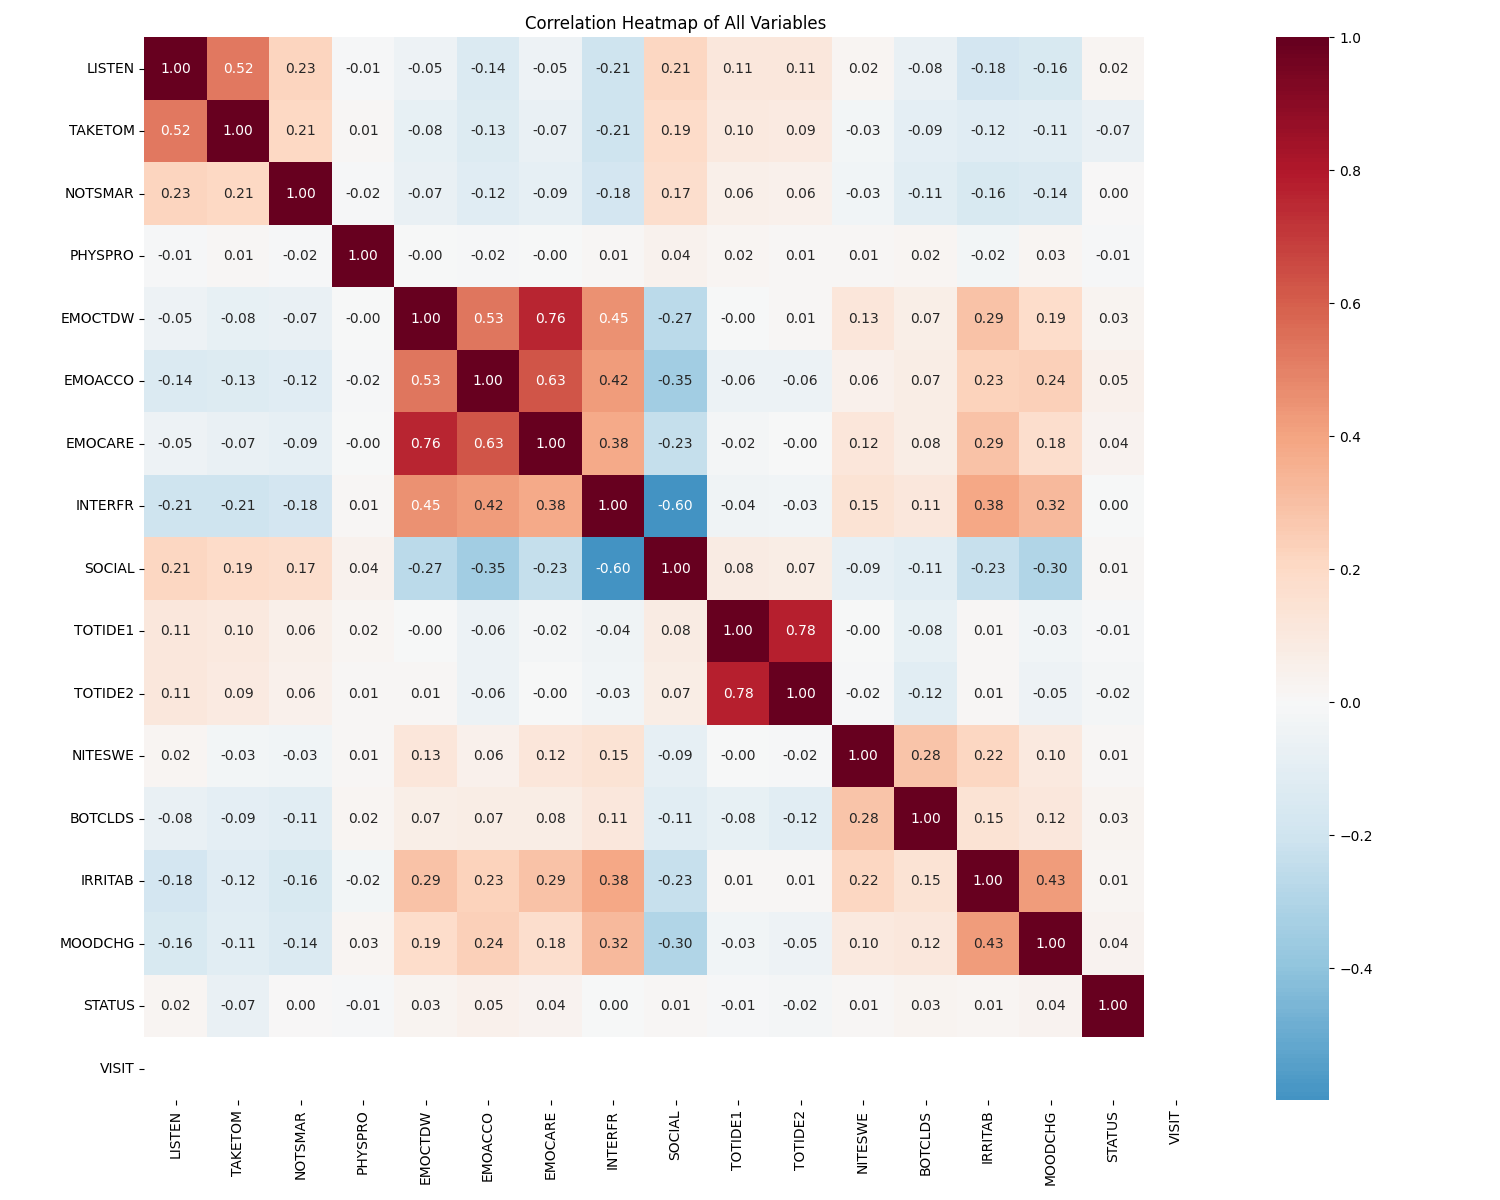 Correlation Heatmap of All Variables
LISTEN 1.00 0.52 0.23 -0.01 -0.05 -0.14 -0.05 -0.21 0.21 0.11 0.11 0.02 -0.08 -0.18 -0.16 0.02
TAKETOM 0.52 1.00 0.21 0.01 -0.08 -0.13 -0.07 -0.21 0.19 0.10 0.09 -0.03 -0.09 -0.12 -0.11 -0.07
NOTSMAR 0.23 0.21 1.00 -0.02 -0.07 -0.12 -0.09 -0.18 0.17 0.06 0.06 -0.03 -0.11 -0.16 -0.14 0.00
PHYSPRO -0.01 0.01 -0.02 1.00 -0.00 -0.02 -0.00 0.01 0.04 0.02 0.01 0.01 0.02 -0.02 0.03 -0.01
EMOCTDW -0.05 -0.08 -0.07 -0.00 1.00 0.53 0.76 0.45 -0.27 -0.00 0.01 0.13 0.07 0.29 0.19 0.03
EMOACCO -0.14 -0.13 -0.12 -0.02 0.53 1.00 0.63 0.42 -0.35 -0.06 -0.06 0.06 0.07 0.23 0.24 0.05
EMOCARE -0.05 -0.07 -0.09 -0.00 0.76 0.63 1.00 0.38 -0.23 -0.02 -0.00 0.12 0.08 0.29 0.18 0.04
INTERFR -0.21 -0.21 -0.18 0.01 0.45 0.42 0.38 1.00 -0.60 -0.04 -0.03 0.15 0.11 0.38 0.32 0.00
SOCIAL 0.21 0.19 0.17 0.04 -0.27 -0.35 -0.23 -0.60 1.00 0.08 0.07 -0.09 -0.11 -0.23 -0.30 0.01
TOTIDE1 0.11 0.10 0.06 0.02 -0.00 -0.06 -0.02 -0.04 0.08 1.00 0.78 -0.00 -0.08 0.01 -0.03 -0.01
TOTIDE2 0.11 0.09 0.06 0.01 0.01 -0.06 -0.00 -0.03 0.07 0.78 1.00 -0.02 -0.12 0.01 -0.05 -0.02
NITESWE 0.02 -0.03 -0.03 0.01 0.13 0.06 0.12 0.15 -0.09 -0.00 -0.02 1.00 0.28 0.22 0.10 0.01
BOTCLDS -0.08 -0.09 -0.11 0.02 0.07 0.07 0.08 0.11 -0.11 -0.08 -0.12 0.28 1.00 0.15 0.12 0.03
IRRITAB -0.18 -0.12 -0.16 -0.02 0.29 0.23 0.29 0.38 -0.23 0.01 0.01 0.22 0.15 1.00 0.43 0.01
MOODCHG -0.16 -0.11 -0.14 0.03 0.19 0.24 0.18 0.32 -0.30 -0.03 -0.05 0.10 0.12 0.43 1.00 0.04
STATUS 0.02 -0.07 0.00 -0.01 0.03 0.05 0.04 0.00 0.01 -0.01 -0.02 0.01 0.03 0.01 0.04 1.00
VISIT
LISTEN TAKETOM NOTSMAR PHYSPRO EMOCTDW EMOACCO EMOCARE INTERFR SOCIAL TOTIDE1 TOTIDE2 NITESWE BOTCLDS IRRITAB MOODCHG STATUS VISIT
1.0
0.8
0.6
0.4
0.2
0.0
−0.2
−0.4